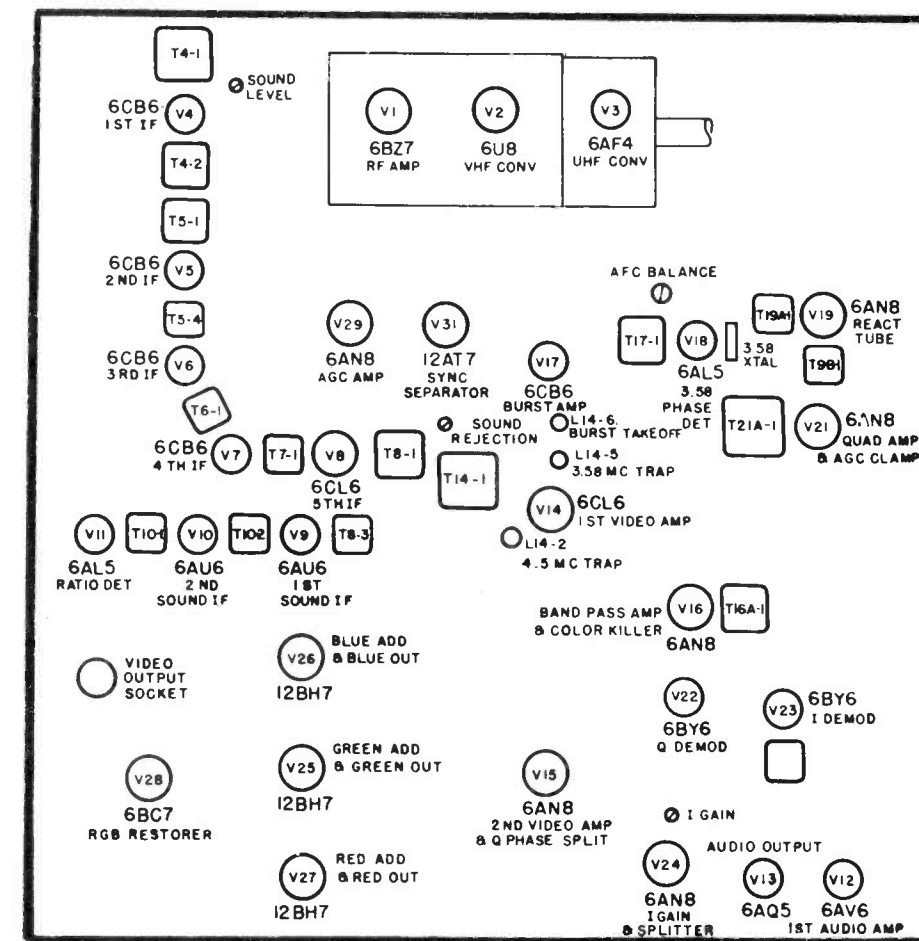 T4-1
SOUND
LEVEL
6CB6
1ST IF
V4
V1
6BZ7
RF AMP
V2
6U8
VHF CONV
V3
6AF4
UHF CONV
T4-2
T5-1
6CB6
2ND IF
V5
AFC BALANCE
T5-4
V29
6AN8
AGC AMP
V31
12AT7
SYNC
SEPARATOR
T17-1
V18
6AL5
3.58
PHASE
DET
3.58
XTAL
T19A-1
V19
6AN8
REACT
TUBE
6CB6
3RD IF
V6
V17
6CB6
BURST AMP
T9B-1
T6-1
SOUND
REJECTION
L14-6
BURST TAKEOFF
T21A-1
V21
6AN8
QUAD AMP
& AGC CLAMP
6CB6
4TH IF
V7
T7-1
V8
6CL6
5TH IF
T8-1
T14-1
L14-5
3.58 MC TRAP
V14
6CL6
1ST VIDEO AMP
L14-2
4.5 MC TRAP
V11
6AL5
RATIO DET
T10-1
V10
6AU6
2ND
SOUND IF
T10-2
V9
6AU6
1ST
SOUND IF
T8-3
BAND PASS AMP
& COLOR KILLER
V16
6AN8
T16A-1
VIDEO
OUTPUT
SOCKET
V26
12BH7
BLUE ADD
& BLUE OUT
V22
6BY6
Q DEMOD
V23
6BY6
I DEMOD
V28
6BC7
RGB RESTORER
V25
12BH7
GREEN ADD
& GREEN OUT
V15
6AN8
2ND VIDEO AMP
& Q PHASE SPLIT
I GAIN
V27
12BH7
RED ADD
& RED OUT
V24
6AN8
I GAIN
& SPLITTER
AUDIO OUTPUT
V13
6AQ5
V12
6AV6
1ST AUDIO AMP